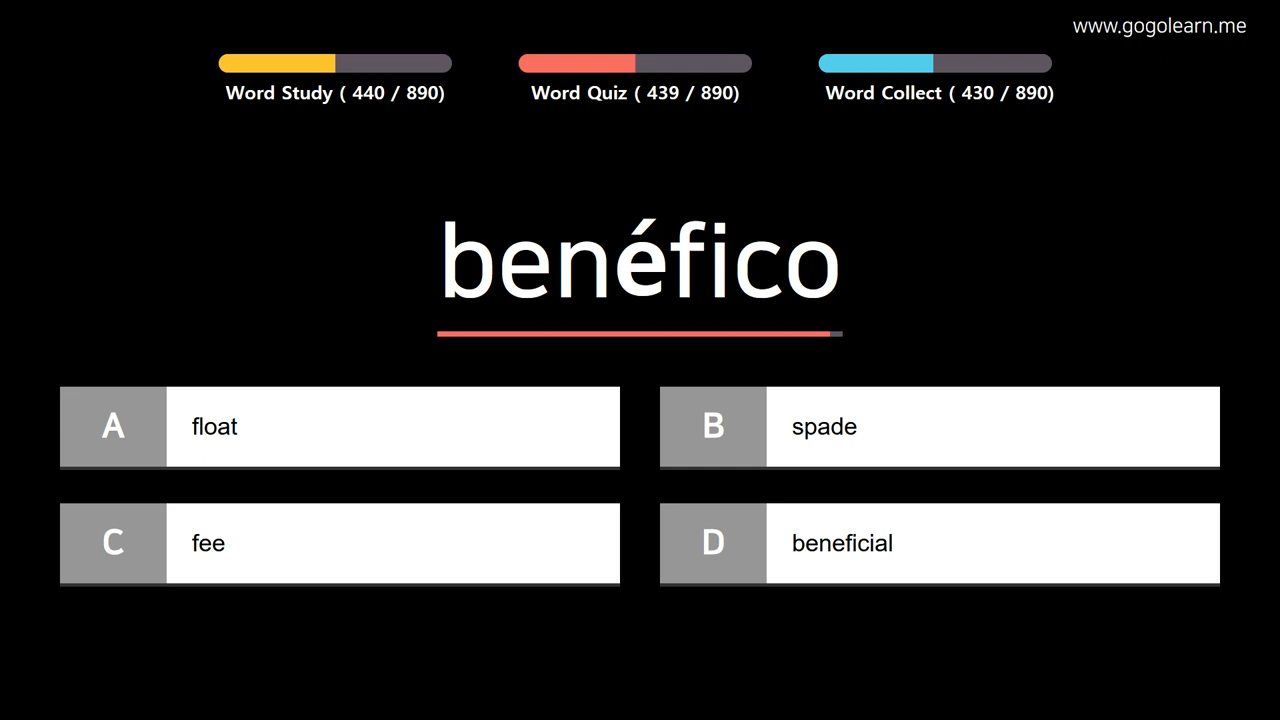 www.gogolearn.me
Word Study ( 440 / 890)
Word Quiz ( 439 / 890)
Word Collect ( 430 / 890)
benéfico
A float
B spade
C fee
D beneficial